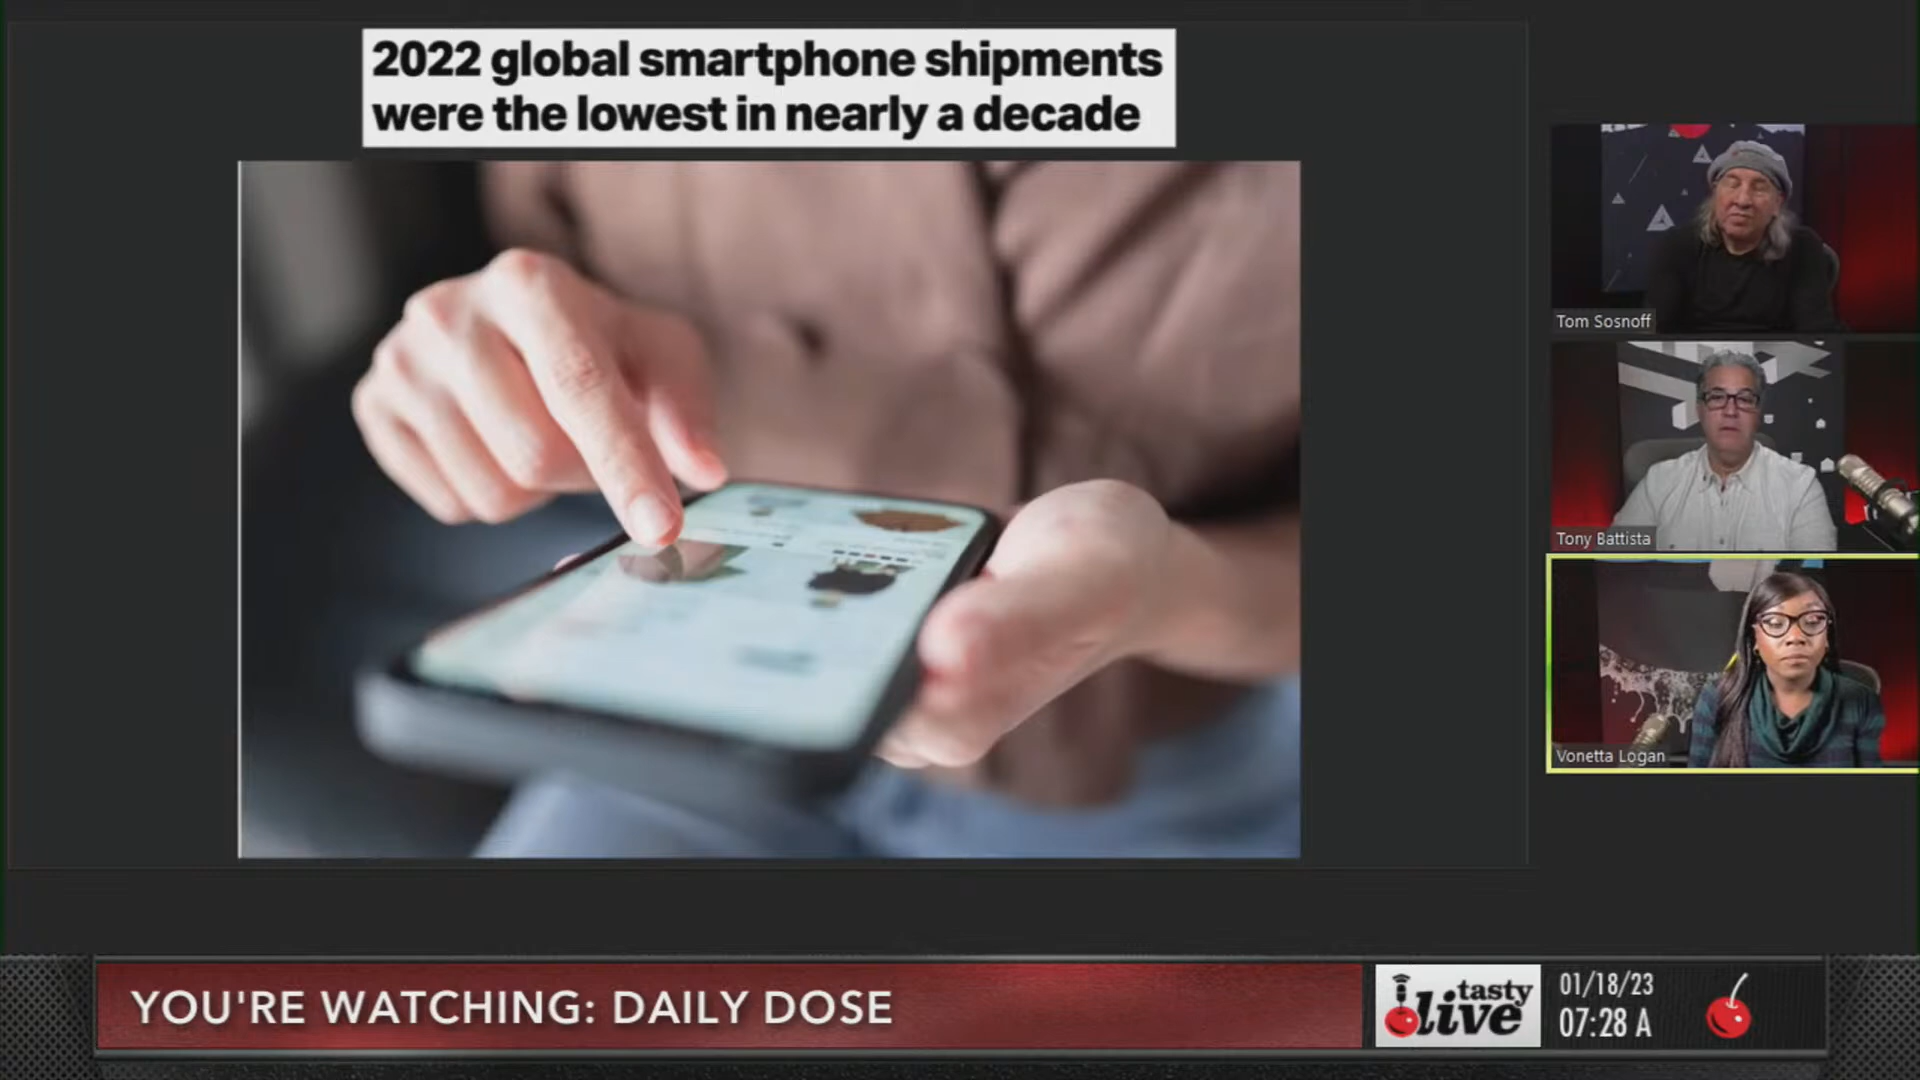 2022 global smartphone shipments
were the lowest in nearly a decade
Tom Sosnoff
Tony Battista
Vonetta Logan
YOU'RE WATCHING: DAILY DOSE
tasty
live
01/18/23
07:28 A